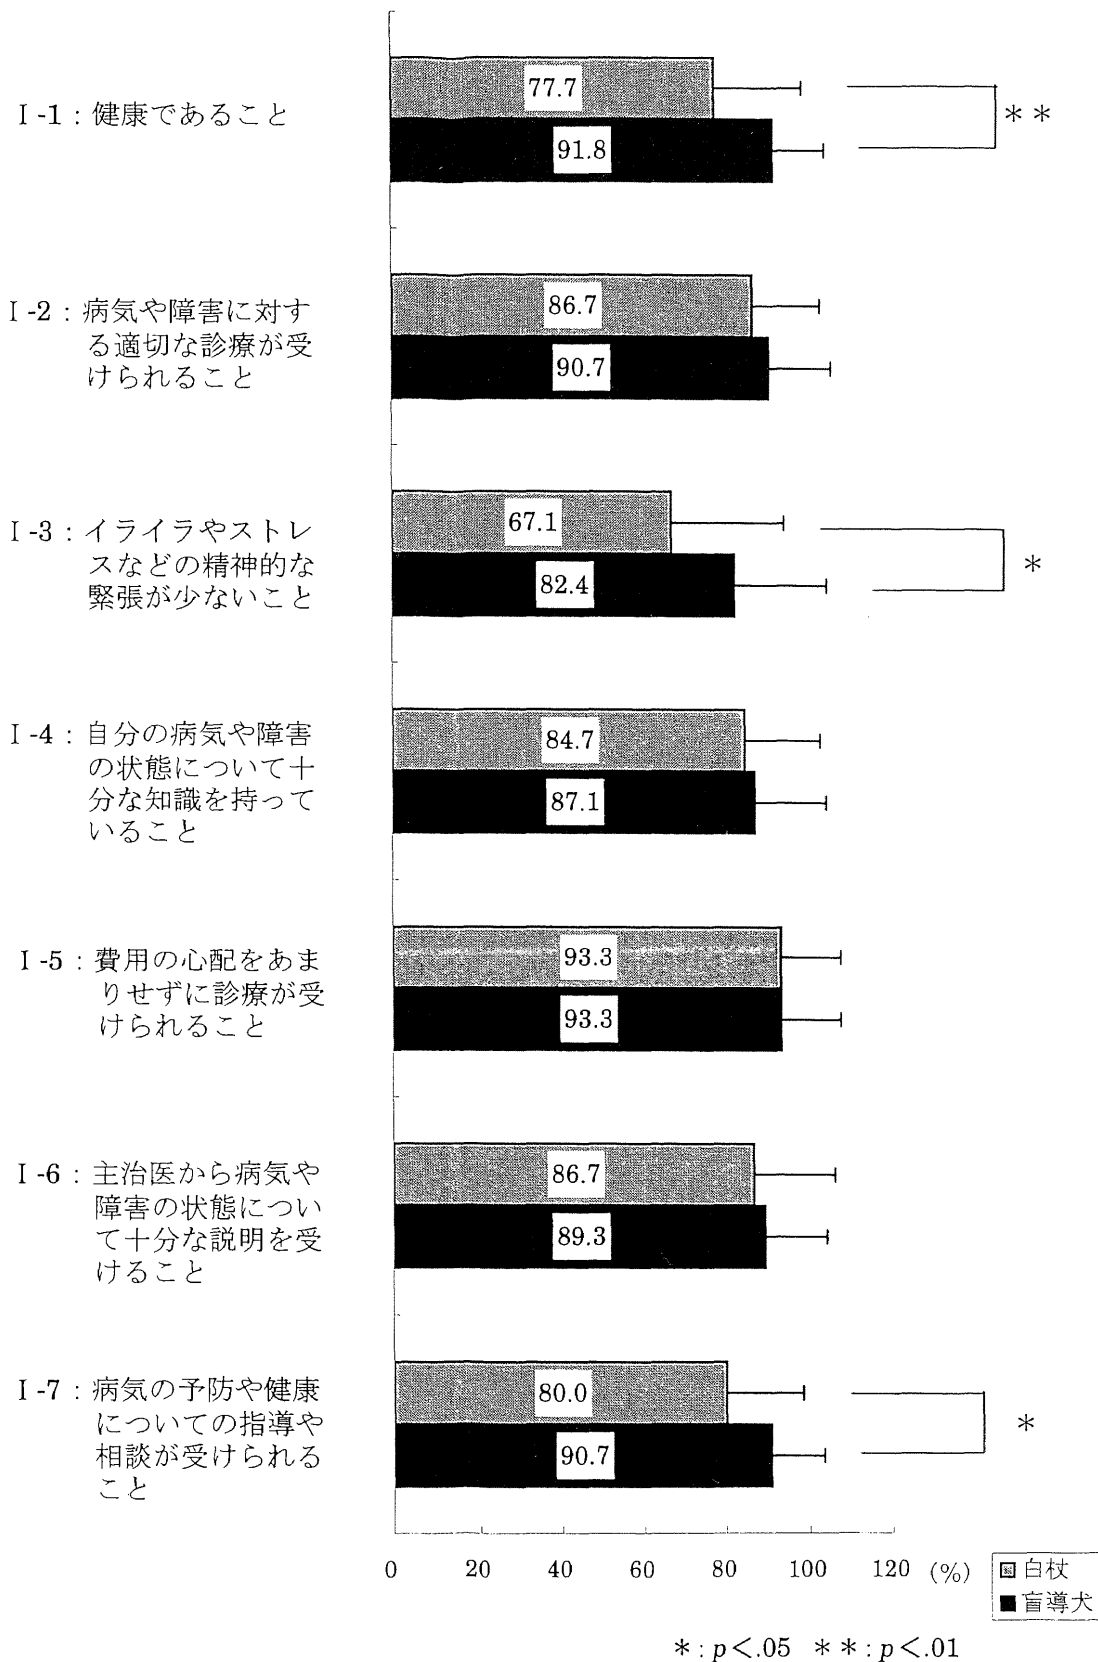 77.7
I-1：健康であること
＊＊
91.8
I-2：病気や障害に対す
る適切な診療が受
けられること
86.7
90.7
I-3：イライラやストレ
スなどの精神的な
緊張が少ないこと
67.1
82.4
＊
I-4：自分の病気や障害
の状態について十
分な知識を持って
いること
84.7
87.1
I-5：費用の心配をあま
りせずに診療が受
けられること
93.3
93.3
I-6：主治医から病気や
障害の状態につい
て十分な説明を受
けること
86.7
89.3
I-7：病気の予防や健康
についての指導や
相談が受けられる
こと
80.0
90.7
＊
0 20 40 60 80 100 120 (%)
白杖
盲導犬
＊：p＜.05 ＊＊：p＜.01